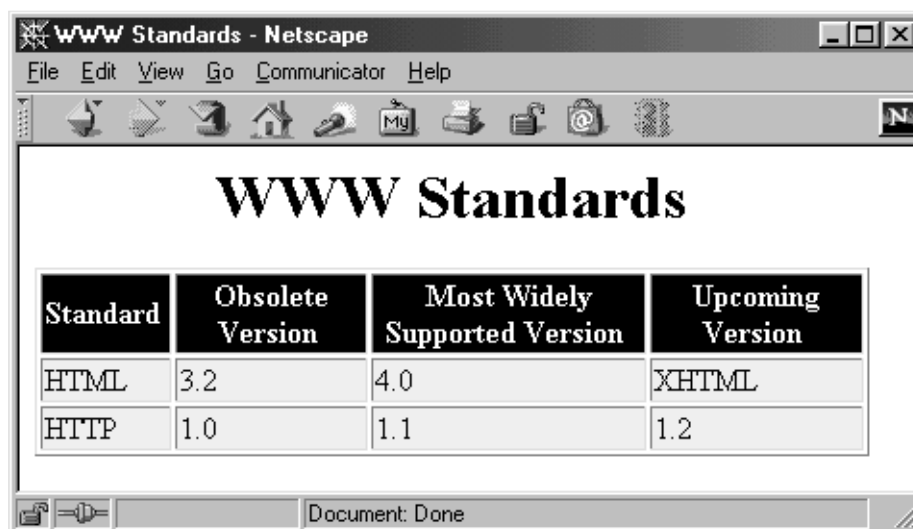 WWW Standards - Netscape
File Edit View Go Communicator Help
My @ N
WWW Standards
Standard Obsolete Version Most Widely Supported Version Upcoming Version
HTML 3.2 4.0 XHTML
HTTP 1.0 1.1 1.2
Document: Done